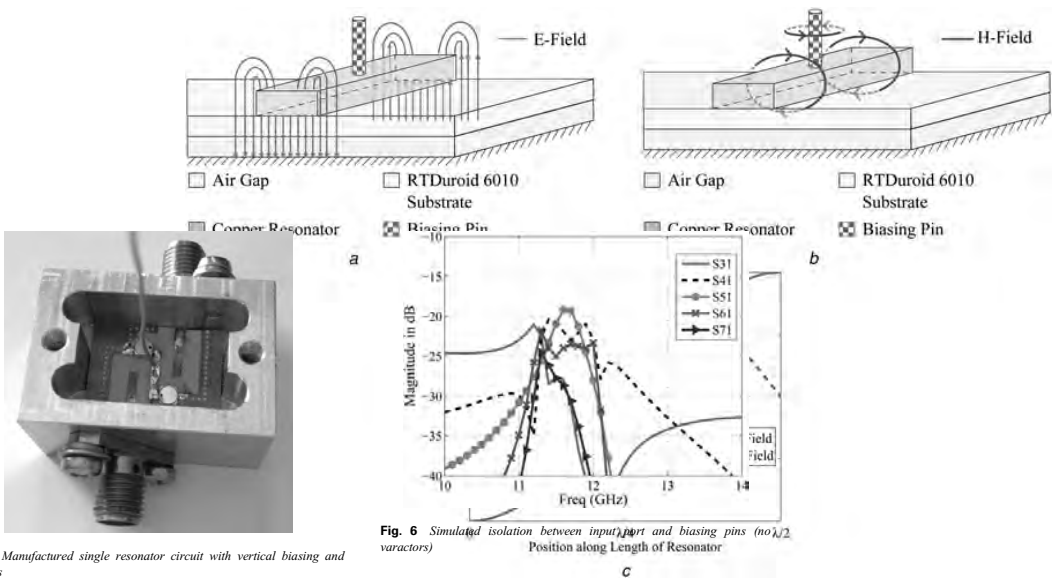 E-Field
Air Gap
RTDuroid 6010
Substrate
Copper Resonator
Biasing Pin
a
H-Field
Air Gap
RTDuroid 6010
Substrate
Copper Resonator
Biasing Pin
b
−10
−15
−20
−25
−30
−35
−40
Magnitude in dB
S31
S41
S51
S61
S71
10
11
12
13
14
Freq (GHz)
Field
Field
λ/2
Position along Length of Resonator
c
Fig. 6 Simulated isolation between input port and biasing pins (no
varactors)
Manufactured single resonator circuit with vertical biasing and